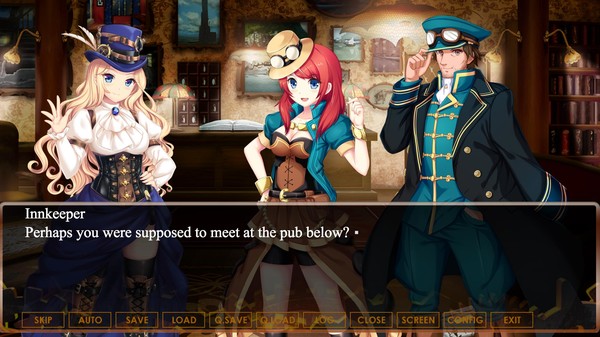 Innkeeper
Perhaps you were supposed to meet at the pub below?
SKIP AUTO SAVE LOAD Q.SAVE Q.LOAD LOG CLOSE SCREEN CONFIG EXIT